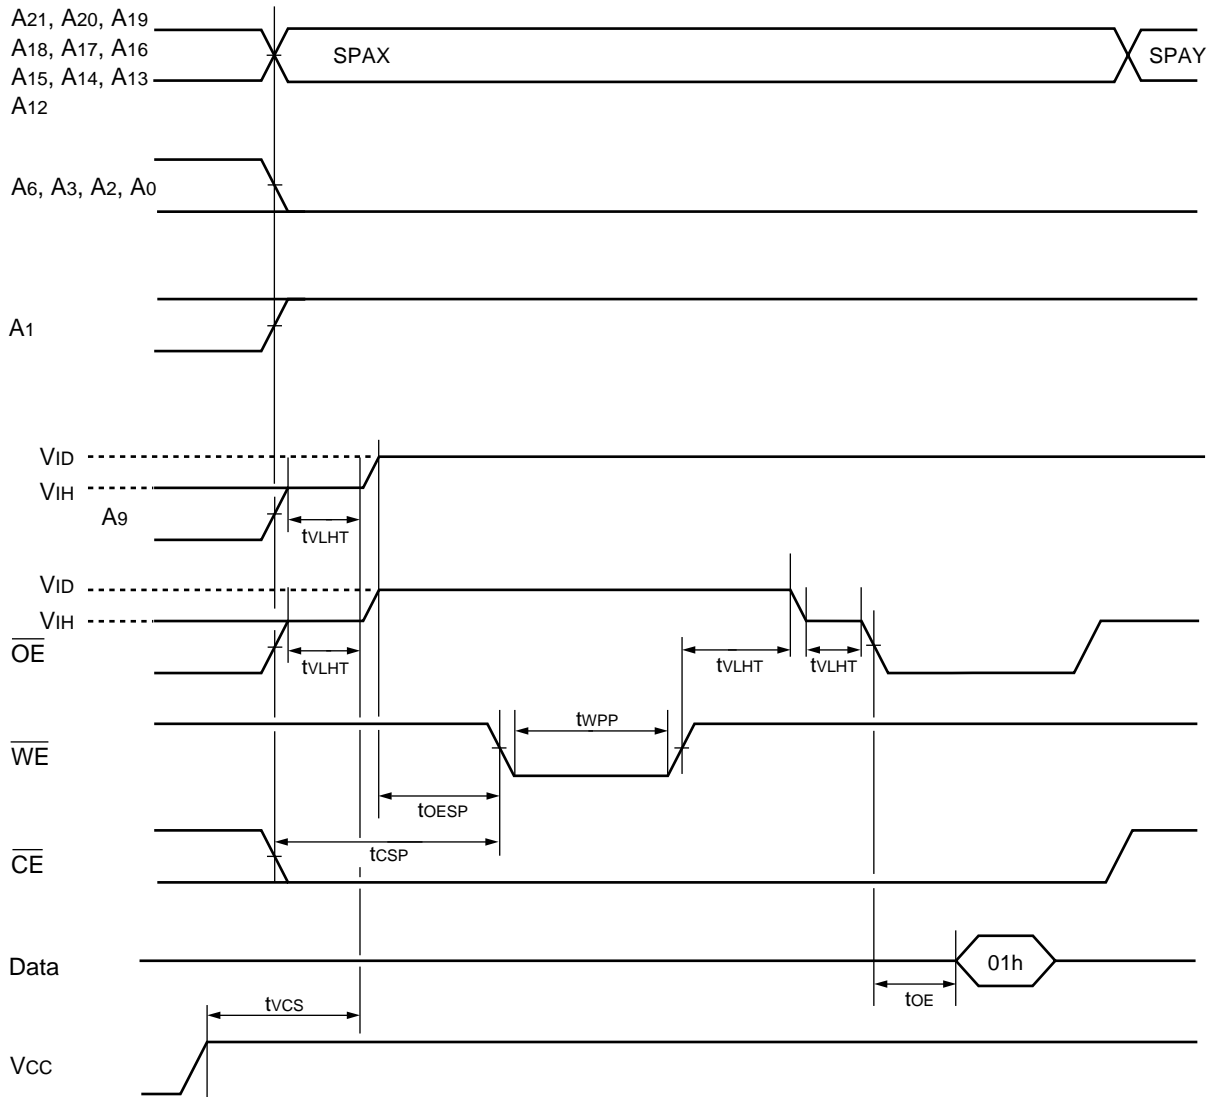 A21, A20, A19
A18, A17, A16
A15, A14, A13
A12
SPAX
SPAY
A6, A3, A2, A0
A1
VID
VIH
A9
tVLHT
VID
VIH
OE
tVLHT
tVLHT
tVLHT
WE
tWPP
tOESP
CE
tCSP
Data
01h
tOE
tVCS
VCC